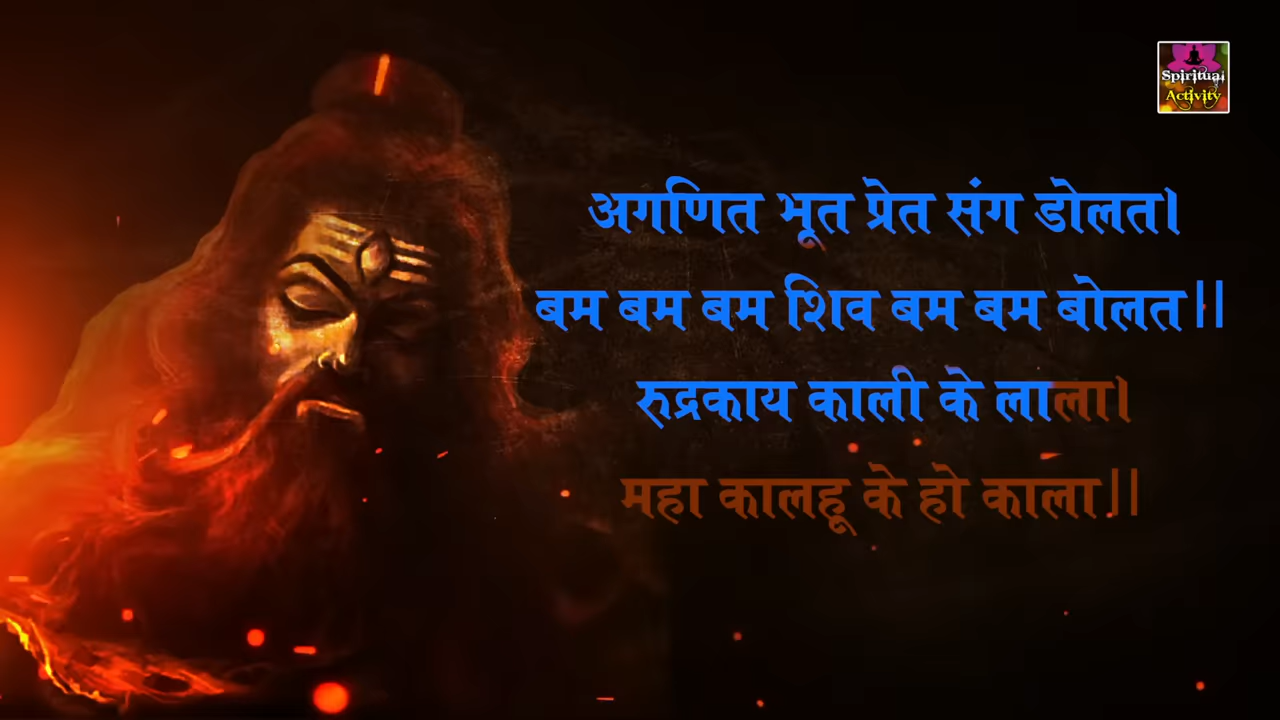 Spiritual
Activity
अगणित भूत प्रेत संग डोलत।
बम बम बम शिव बम बम बोलत||
रुद्रकाय काली के लाला।
महा कालहू के हो काला||